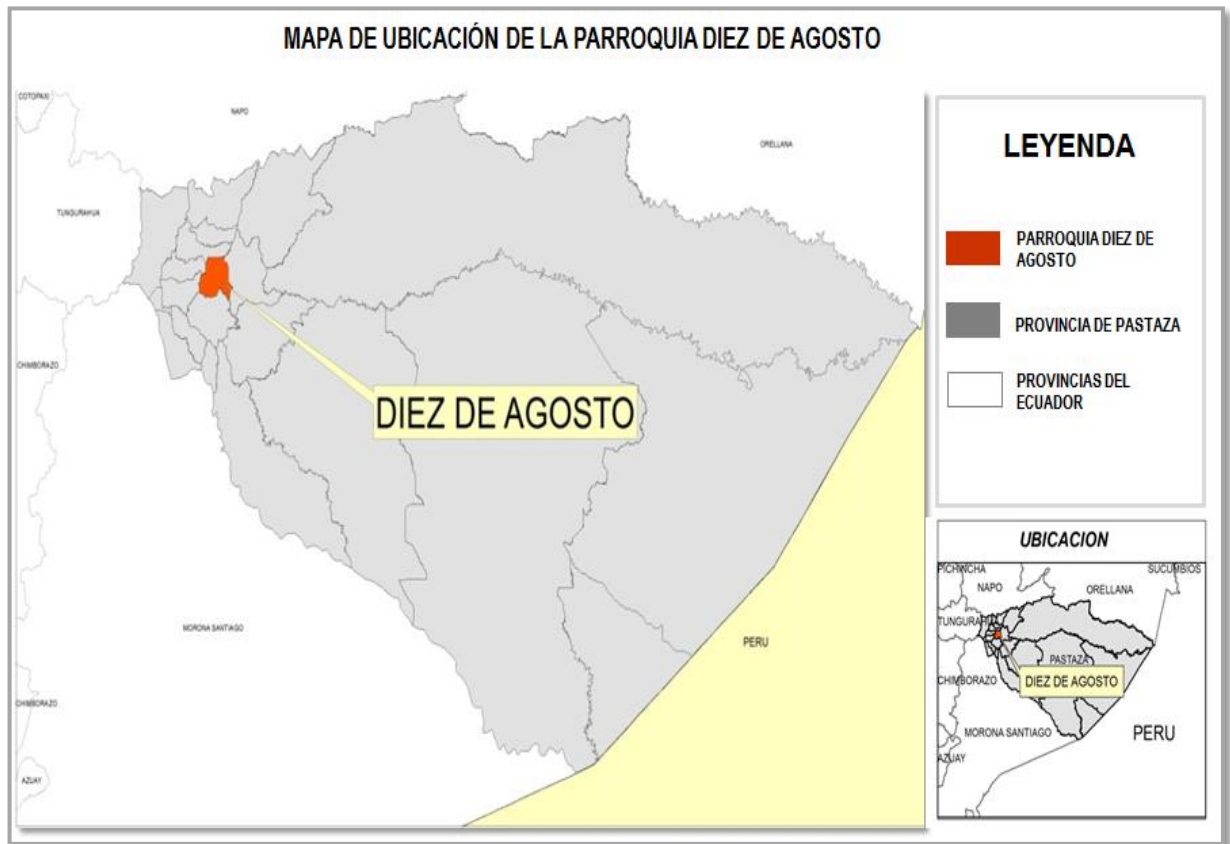 MAPA DE UBICACIÓN DE LA PARROQUIA DIEZ DE AGOSTO
COTOPAXI
NAPO
ORELLANA
TUNGURAHUA
CHIMBORAZO
DIEZ DE AGOSTO
MORONA SANTIAGO
PERU
CHIMBORAZO
AZUAY
LEYENDA
PARROQUIA DIEZ DE
AGOSTO
PROVINCIA DE PASTAZA
PROVINCIAS DEL
ECUADOR
UBICACION
PICHINCHA
SUCUMBIOS
NAPO
ORELLANA
TUNGURAHU
PASTAZA
CHIMBORAZO
DIEZ DE AGOSTO
MORONA SANTIAGO
PERU
AZUAY